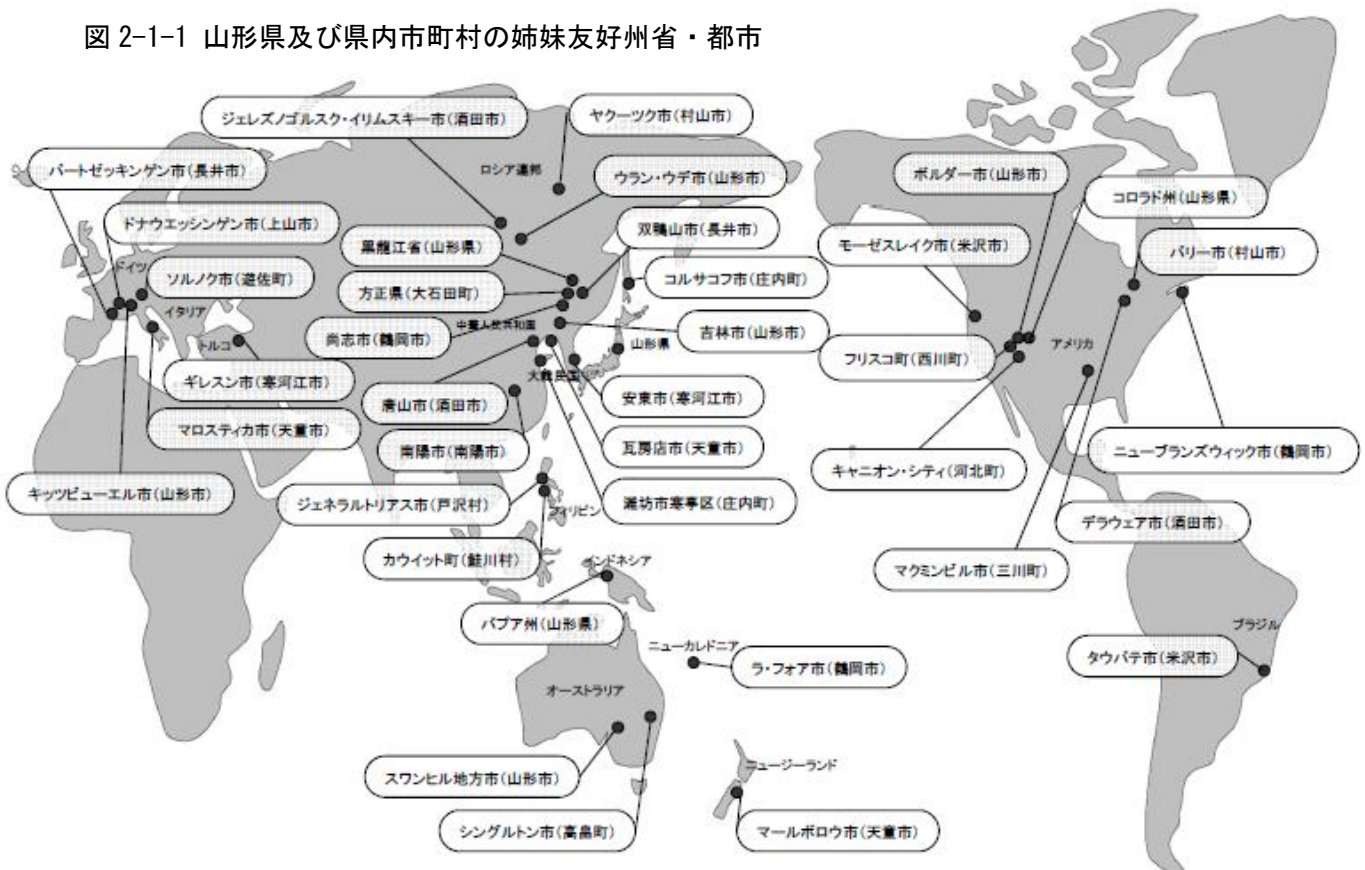 図 2-1-1 山形県及び県内市町村の姉妹友好州省・都市
ジェレズノゴルスク・イリムスキー市(酒田市)
ヤクーツク市(村山市)
ロシア連邦
バートゼッキンゲン市(長井市)
ウラン・ウデ市(山形市)
ボルダー市(山形市)
コロラド州(山形県)
ドナウエッシンゲン市(上山市)
双鴨山市(長井市)
黒龍江省(山形県)
モーゼスレイク市(米沢市)
バリー市(村山市)
ドイツ
ソルノク市(遊佐町)
コルサコフ市(庄内町)
方正県(大石田町)
イタリア
中華人民共和国
尚志市(鶴岡市)
吉林市(山形市)
トルコ
山形県
アメリカ
フリスコ町(西川町)
大韓民国
ギレスン市(寒河江市)
唐山市(酒田市)
安東市(寒河江市)
マロスティカ市(天童市)
南陽市(南陽市)
瓦房店市(天童市)
ニューブランズウィック市(鶴岡市)
キャニオン・シティ(河北町)
キッツビューエル市(山形市)
ジェネラルトリアス市(戸沢村)
フィリピン
濰坊市寒亭区(庄内町)
デラウェア市(酒田市)
カウイット町(鮭川村)
インドネシア
マクミンビル市(三川町)
パプア州(山形県)
ブラジル
ニューカレドニア
ラ・フォア市(鶴岡市)
タウバテ市(米沢市)
オーストラリア
スワンヒル地方市(山形市)
ニュージーランド
シングルトン市(高畠町)
マールボロウ市(天童市)